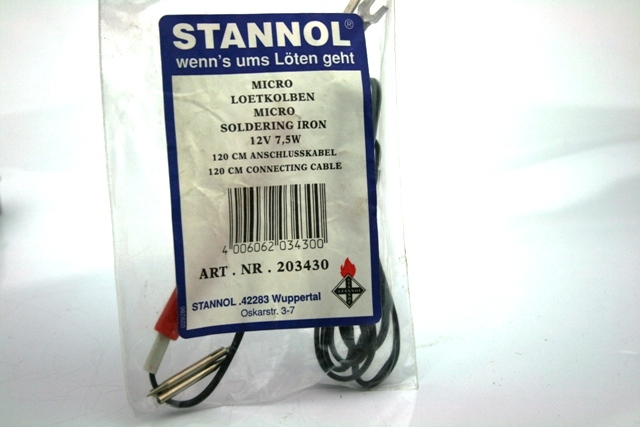 STANNOL®
wenn's ums Löten geht
MICRO
LOETKOLBEN
MICRO
SOLDERING IRON
12V 7,5W
120 CM ANSCHLUSSKABEL
120 CM CONNECTING CABLE
4 006062 034300
ART . NR . 203430
STANNOL
STANNOL .42283 Wuppertal
Oskarstr. 3-7